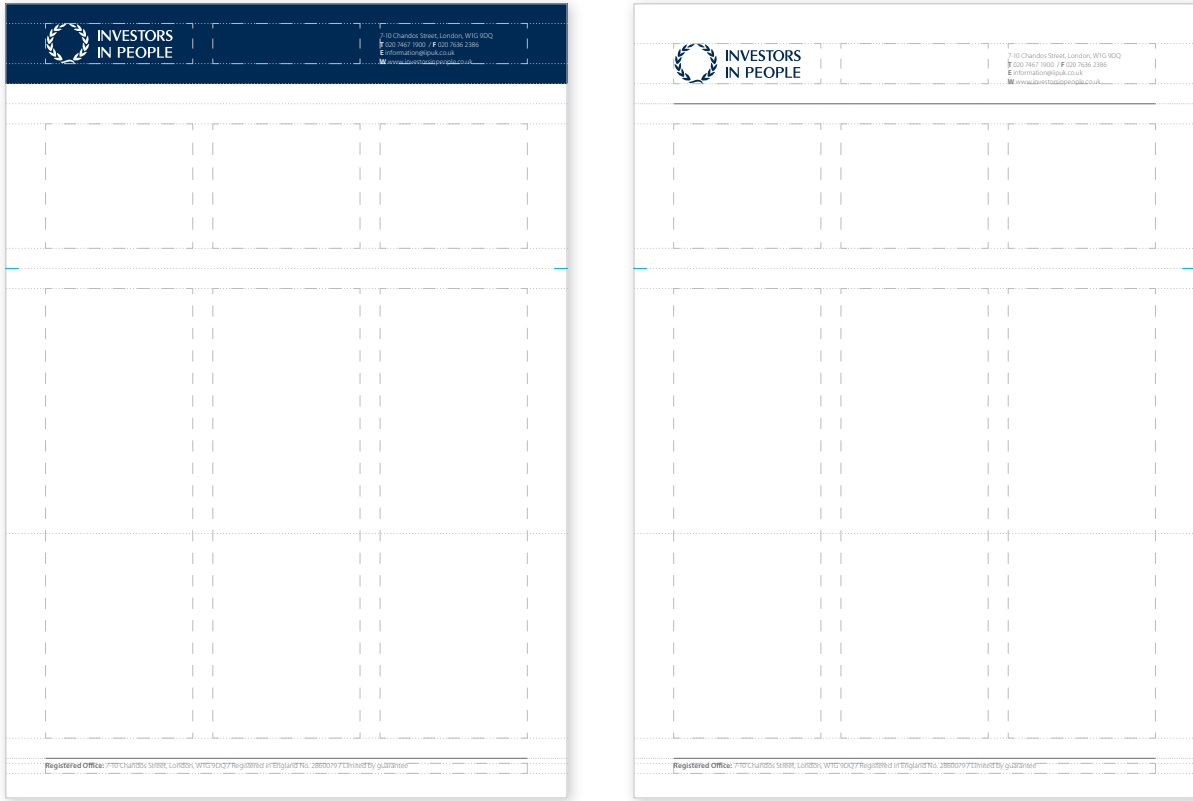 INVESTORS
IN PEOPLE
7-10 Chandos Street, London, W1G 9DQ
T 020 7467 1900 / F 020 7636 2386
E information@iipuk.co.uk
W www.investorsinpeople.co.uk
Registered Office: 7-10 Chandos Street, London, W1G 9DQ / Registered in England No. 2860079 / Limited by guarantee
INVESTORS
IN PEOPLE
7-10 Chandos Street, London, W1G 9DQ
T 020 7467 1900 / F 020 7636 2386
E information@iipuk.co.uk
W www.investorsinpeople.co.uk
Registered Office: 7-10 Chandos Street, London, W1G 9DQ / Registered in England No. 2860079 / Limited by guarantee